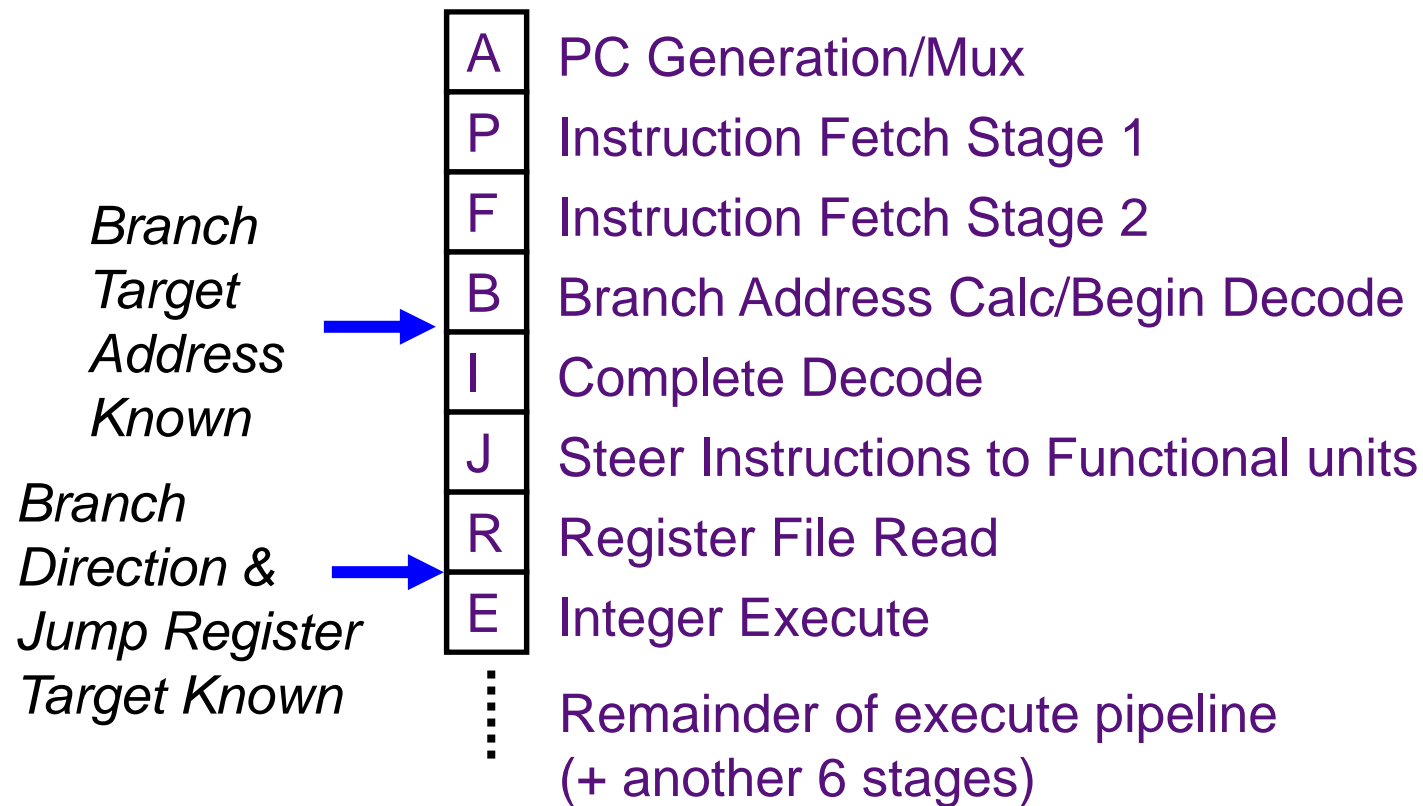 A PC Generation/Mux
P Instruction Fetch Stage 1
F Instruction Fetch Stage 2
B Branch Address Calc/Begin Decode
I Complete Decode
J Steer Instructions to Functional units
R Register File Read
E Integer Execute
Remainder of execute pipeline
(+ another 6 stages)
Branch
Target
Address
Known
Branch
Direction &
Jump Register
Target Known